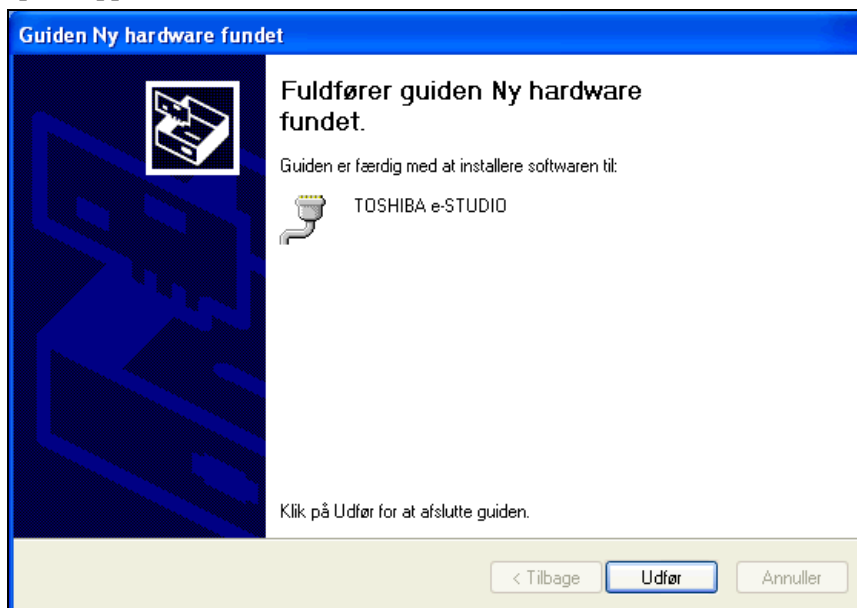 Guiden Ny hardware fundet
Fuldfører guiden Ny hardware
fundet.
Guiden er færdig med at installere softwaren til:
TOSHIBA e-STUDIO
Klik på Udfør for at afslutte guiden.
< Tilbage
Udfør
Annuller